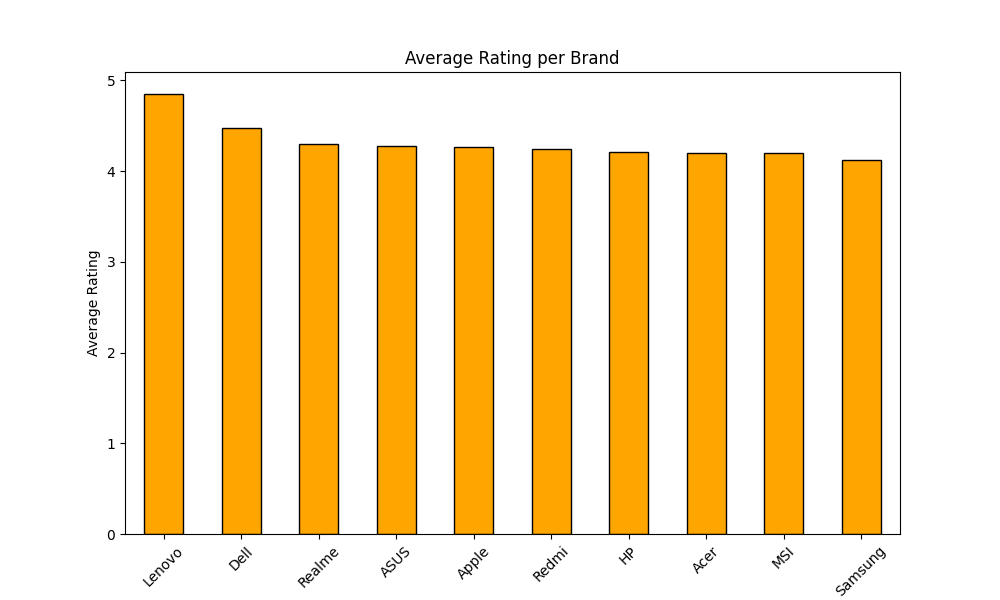 Average Rating per Brand
Average Rating
5
4
3
2
1
0
Lenovo
Dell
Realme
ASUS
Apple
Redmi
HP
Acer
MSI
Samsung